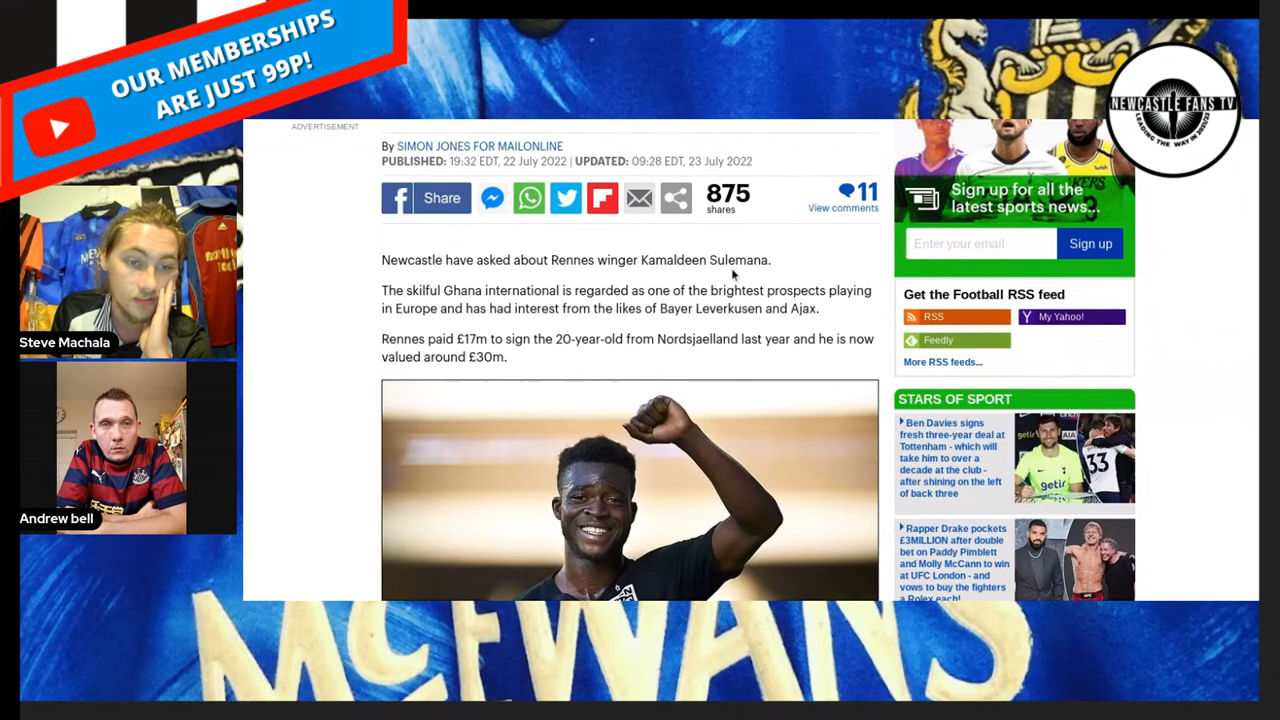 OUR MEMBERSHIPS
ARE JUST 99P!
NEWCASTLE FANS TV
LEADING THE WAY IN 2021/22
ADVERTISEMENT
By SIMON JONES FOR MAILONLINE
PUBLISHED: 19:32 EDT, 22 July 2022 | UPDATED: 09:28 EDT, 23 July 2022
Share
875
shares
11
View comments
Newcastle have asked about Rennes winger Kamaldeen Sulemana.
The skilful Ghana international is regarded as one of the brightest prospects playing
in Europe and has had interest from the likes of Bayer Leverkusen and Ajax.
Rennes paid £17m to sign the 20-year-old from Nordsjaelland last year and he is now
valued around £30m.
Sign up for all the
latest sports news...
Enter your email
Sign up
Get the Football RSS feed
RSS
My Yahoo!
Feedly
More RSS feeds...
STARS OF SPORT
Ben Davies signs
fresh three-year deal at
Tottenham - which will
take him to over a
decade at the club -
after shining on the left
of back three
getir
33
Rapper Drake pockets
£3MILLION after double
bet on Paddy Pimblett
and Molly McCann to win
at UFC London - and
vows to buy the fighters
a Rolex each!
Steve Machala
Andrew bell
McEWAN'S